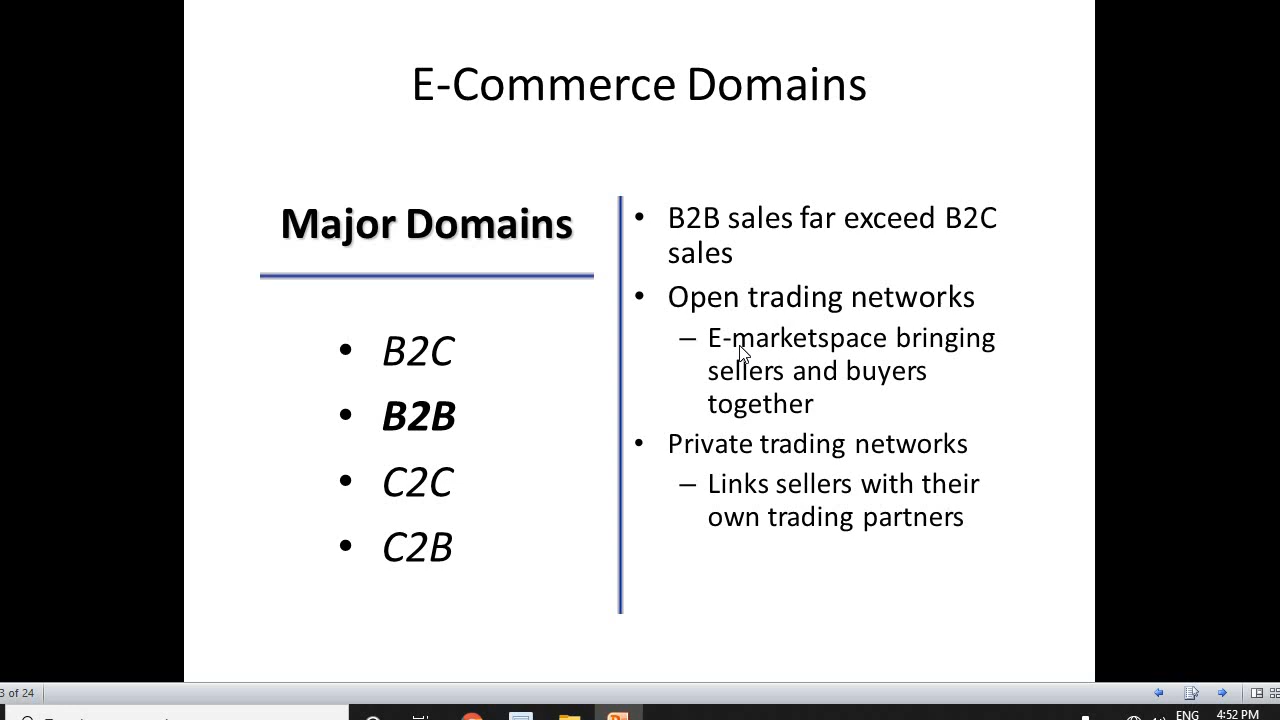 E-Commerce Domains
Major Domains
• B2C
• B2B
• C2C
• C2B
• B2B sales far exceed B2C
sales
• Open trading networks
– E-marketspace bringing
sellers and buyers
together
• Private trading networks
– Links sellers with their
own trading partners
3 of 24
ENG
4:52 PM